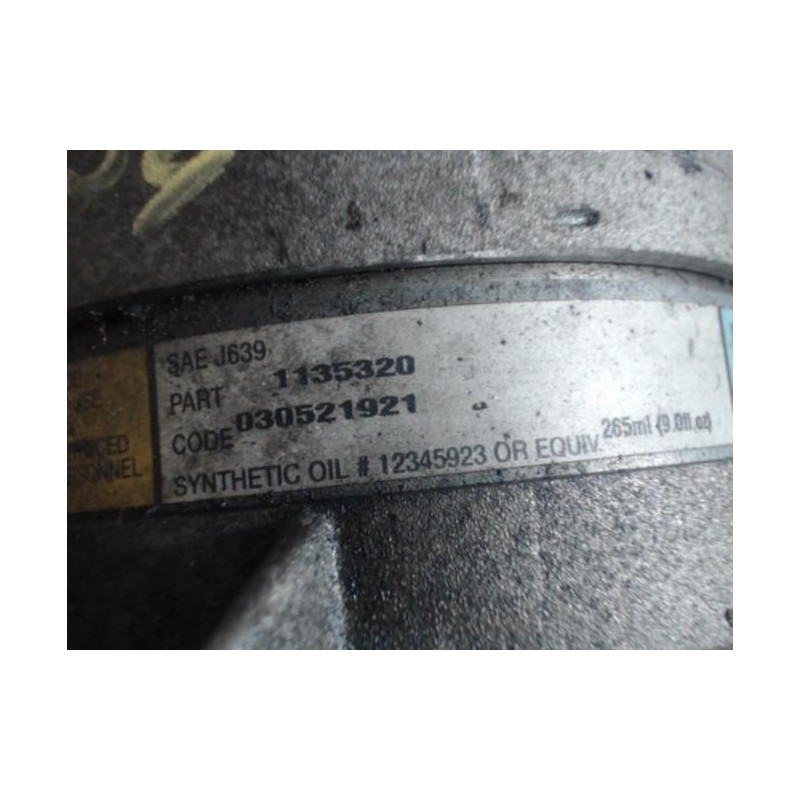 SAE J639
PART 1135320
CODE 030521921
SYNTHETIC OIL # 12345923 OR EQUIV. 265ml (9.0fl.oz)